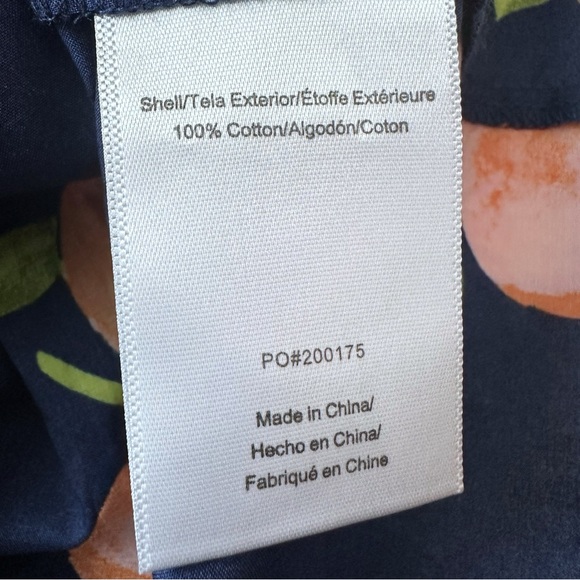 Shell/Tela Exterior/Étoffe Extérieure
100% Cotton/Algodón/Coton
PO#200175
Made in China/
Hecho en China/
Fabriqué en Chine